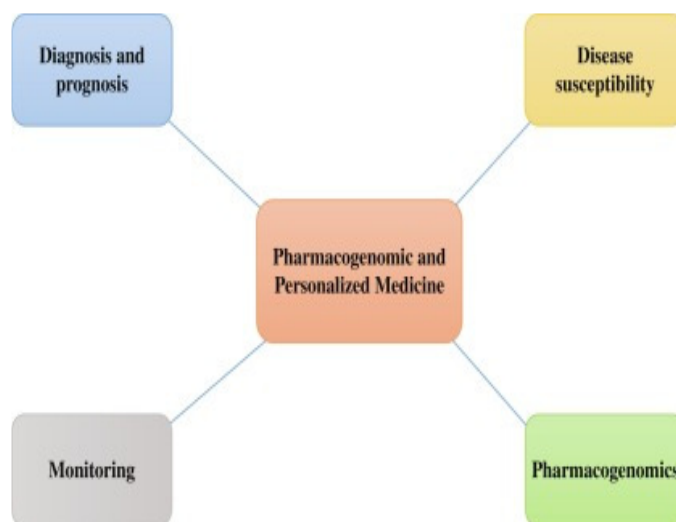 Diagnosis and
prognosis
Disease
susceptibility
Pharmacogenomic and
Personalized Medicine
Monitoring
Pharmacogenomics